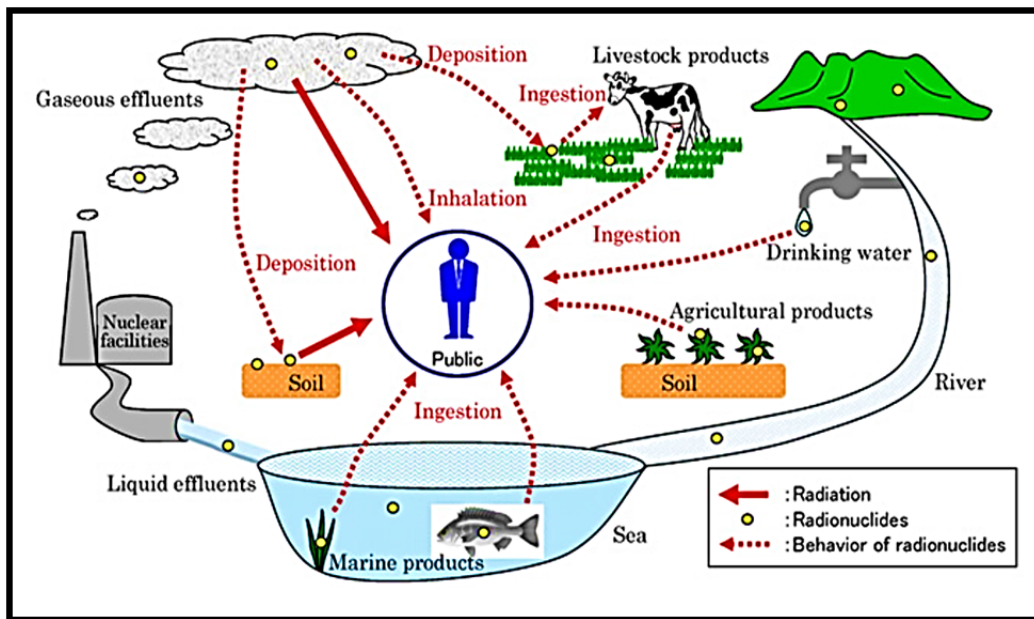 Deposition
Livestock products
Gaseous effluents
Ingestion
Inhalation
Ingestion
Deposition
Drinking water
Agricultural products
Nuclear
facilities
Public
Soil
Soil
River
Ingestion
Liquid effluents
Sea
Marine products
:Radiation
:Radionuclides
:Behavior of radionuclides